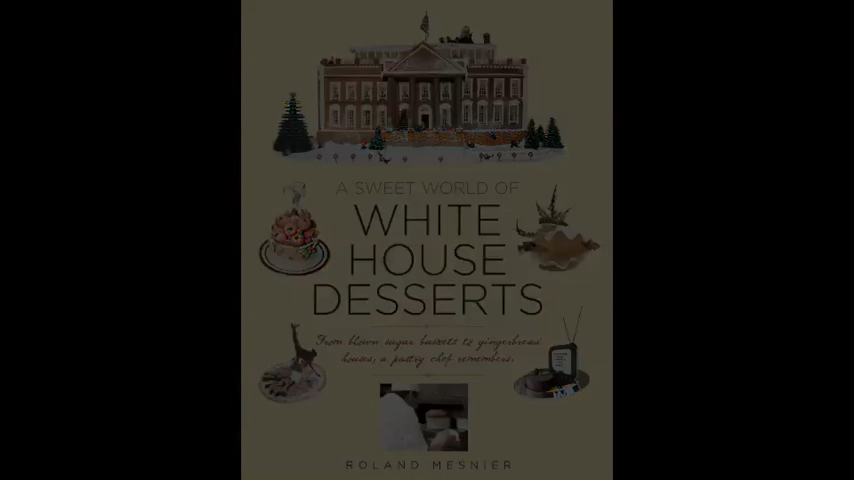 A SWEET WORLD OF
WHITE
HOUSE
DESSERTS
From blown sugar baskets to gingerbread
houses, a pastry chef remembers.
ROLAND MESNIER